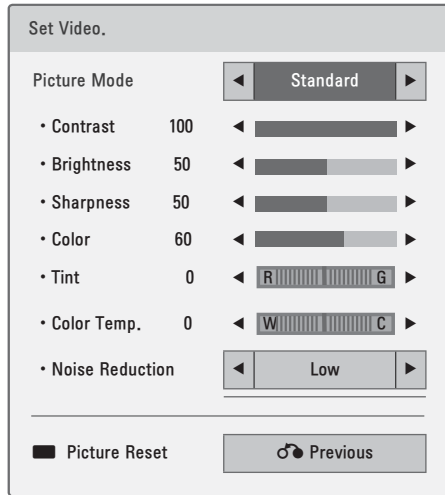 Set Video.
Picture Mode Standard
• Contrast 100
• Brightness 50
• Sharpness 50
• Color 60
• Tint 0 R G
• Color Temp. 0 W C
• Noise Reduction Low
Picture Reset Previous